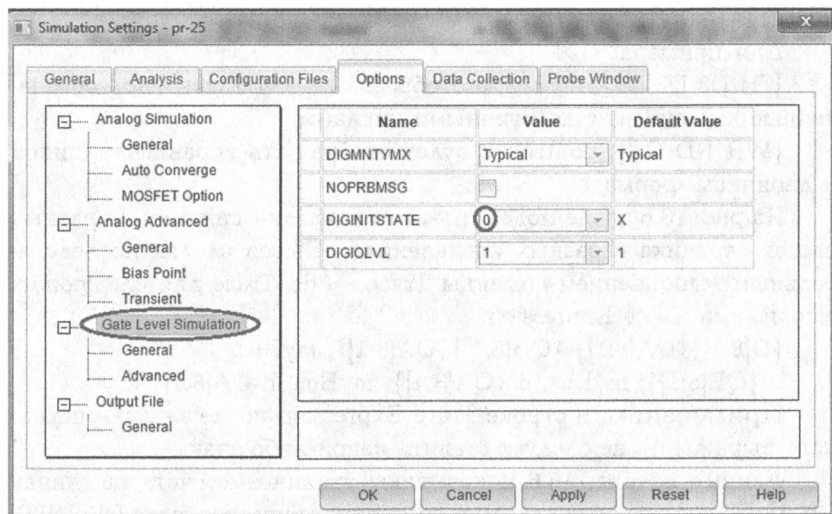 Simulation Settings - pr-25
x
General Analysis Configuration Files Options Data Collection Probe Window
Analog Simulation
General
Auto Converge
MOSFET Option
Analog Advanced
General
Bias Point
Transient
Gate Level Simulation
General
Advanced
Output File
General
Name Value Default Value
DIGMNTYMX Typical Typical
NOPRBMSG
DIGINITSTATE 0 X
DIGIOLVL 1 1
OK Cancel Apply Reset Help